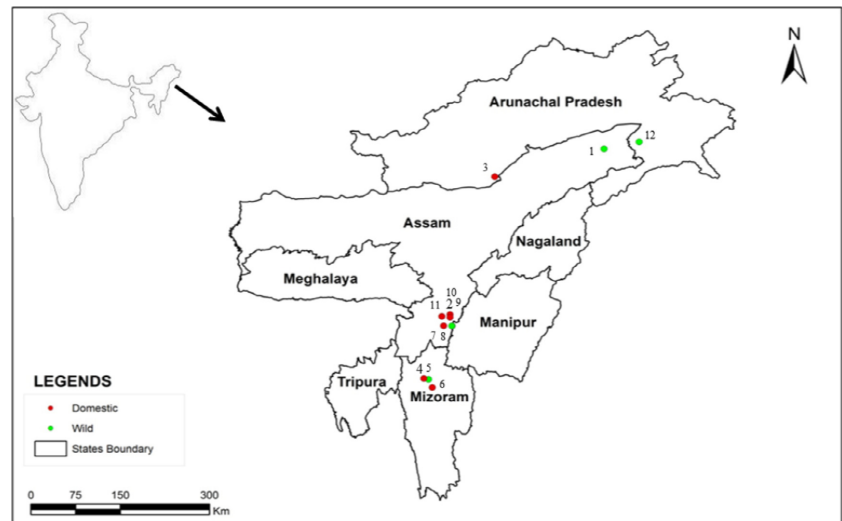 N
Arunachal Pradesh
12
1
3
Assam
Nagaland
Meghalaya
10
11 2 9
Manipur
7
8
4 5
6
Tripura
Mizoram
LEGENDS
Domestic
Wild
States Boundary
0 75 150 300
Km